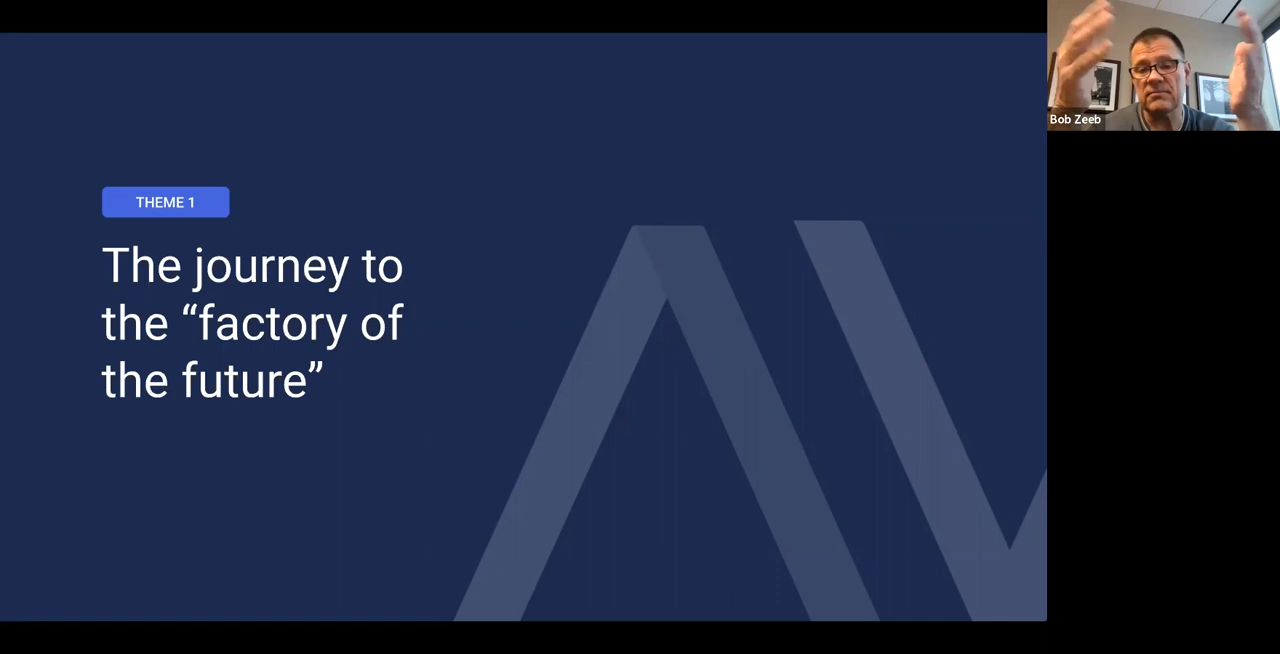 THEME 1
The journey to
the “factory of
the future”
Bob Zeeb